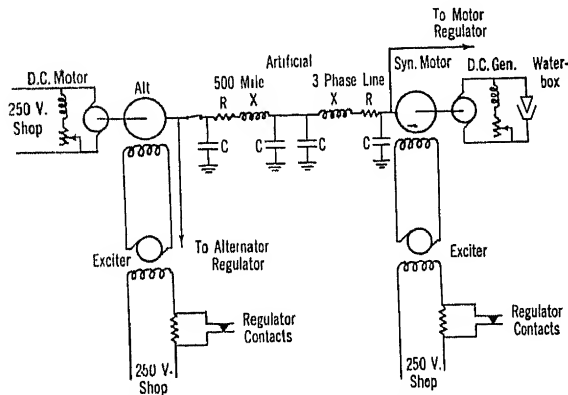 To Motor
Regulator
Artificial
D.C. Motor
Alt
500 Mile
3 Phase Line
Syn. Motor
D.C. Gen.
Water-
box
R
X
X
R
250 V.
Shop
C
C
C
C
To Alternator
Regulator
Exciter
Exciter
Regulator
Contacts
Regulator
Contacts
250 V.
Shop
250 V.
Shop